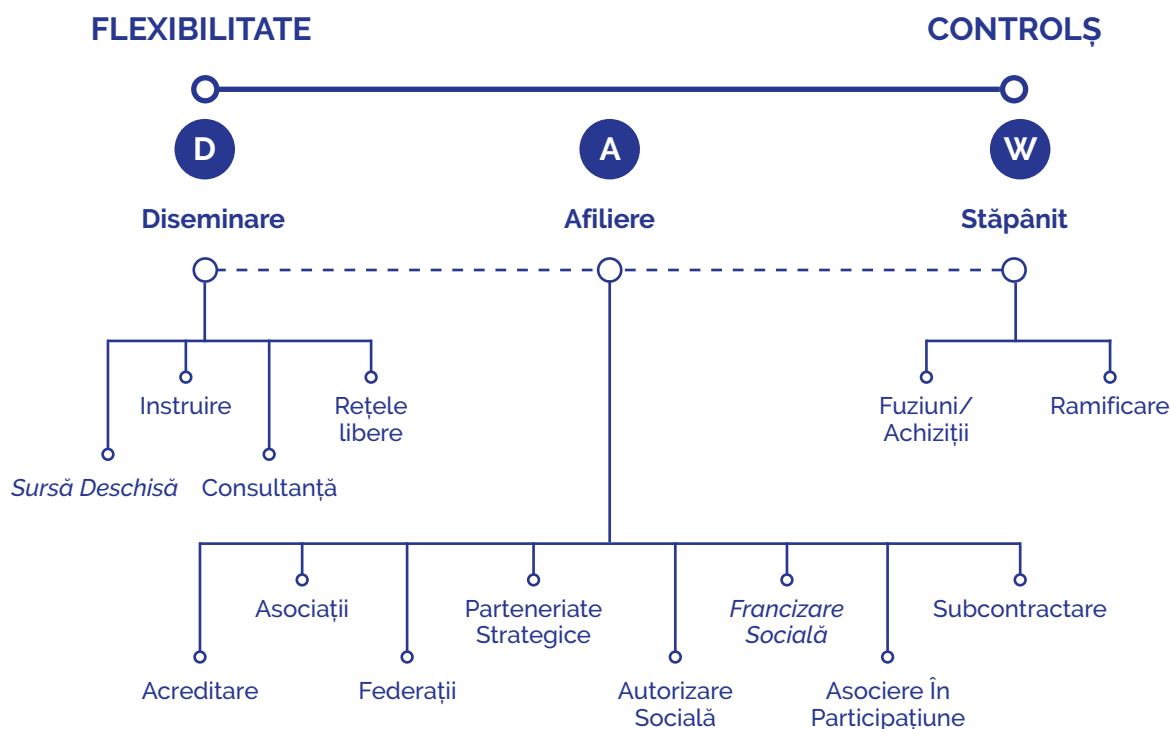 FLEXIBILITATE
CONTROLȘ
D
A
W
Diseminare
Afiliere
Stăpânit
Instruire
Rețele
libere
Fuziuni/
Achiziții
Ramificare
Sursă Deschisă
Consultanță
Asociații
Parteneriate
Strategice
Francizare
Socială
Subcontractare
Acreditare
Federații
Autorizare
Socială
Asociere În
Participațiune